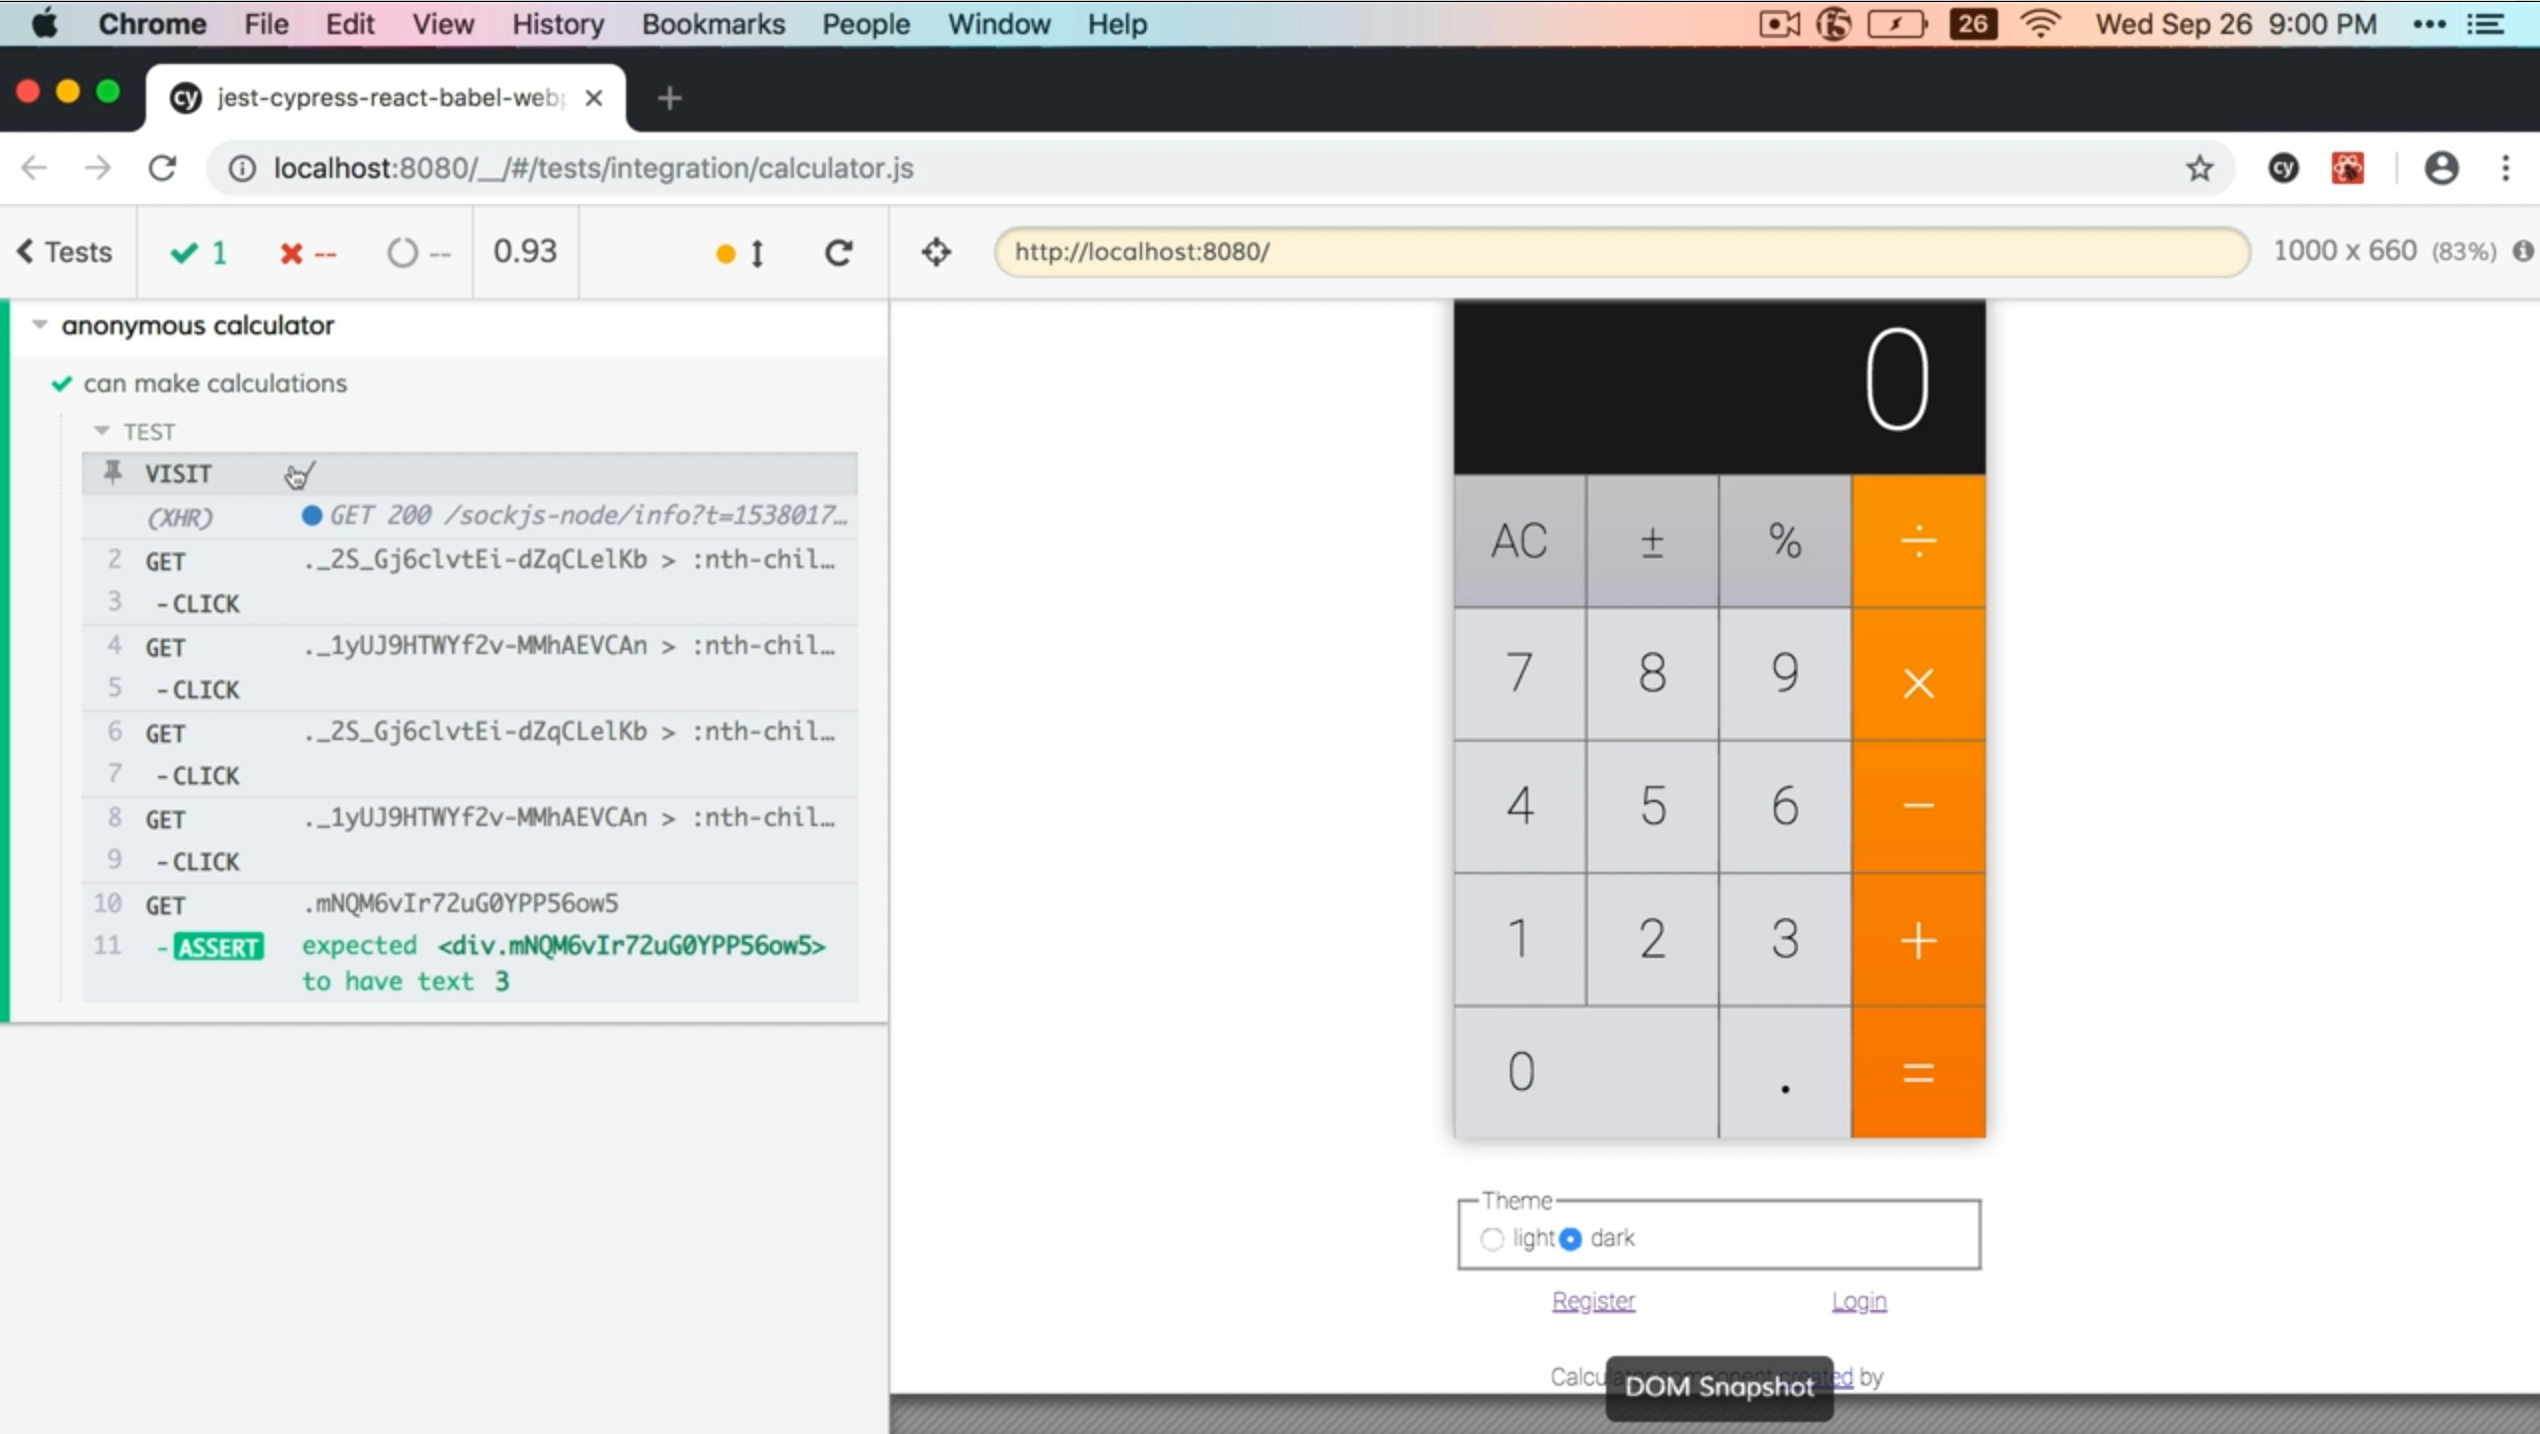 Chrome File Edit View History Bookmarks People Window Help 26 Wed Sep 26 9:00 PM
cy jest-cypress-react-babel-webp
localhost:8080/__/#/tests/integration/calculator.js cy
Tests 1 -- -- 0.93 http://localhost:8080/ 1000 x 660 (83%)
anonymous calculator
can make calculations
TEST
VISIT /
(XHR) GET 200 /sockjs-node/info?t=1538017…
2 GET ._2S_Gj6clvtEi-dZqCLelKb > :nth-chil…
3 -CLICK
4 GET ._1yUJ9HTWYf2v-MMhAEVCAn > :nth-chil…
5 -CLICK
6 GET ._2S_Gj6clvtEi-dZqCLelKb > :nth-chil…
7 -CLICK
8 GET ._1yUJ9HTWYf2v-MMhAEVCAn > :nth-chil…
9 -CLICK
10 GET .mNQM6vIr72uG0YPP56ow5
11 -ASSERT expected <div.mNQM6vIr72uG0YPP56ow5>
to have text 3
0
AC ± % ÷
7 8 9 ×
4 5 6 −
1 2 3 +
0 . =
Theme
light dark
Register Login
by
DOM Snapshot